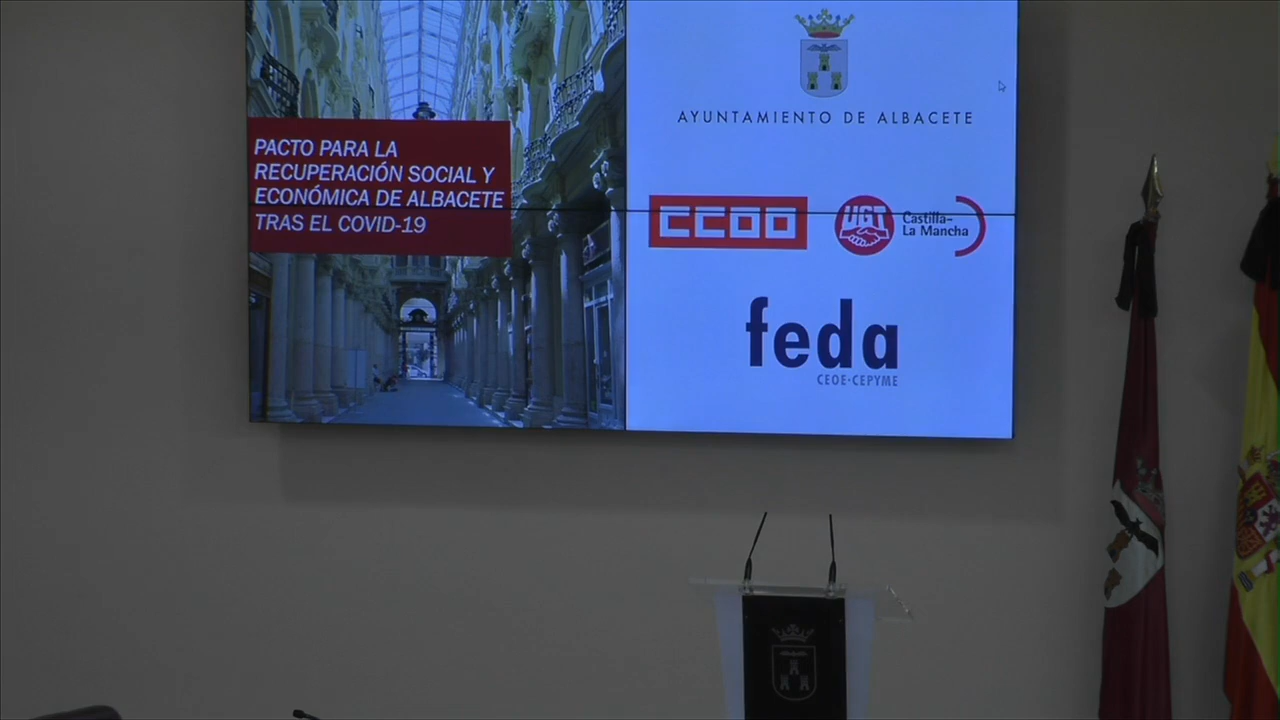 PACTO PARA LA
RECUPERACIÓN SOCIAL Y
ECONÓMICA DE ALBACETE
TRAS EL COVID-19
AYUNTAMIENTO DE ALBACETE
CCOO
UGT
Castilla-
La Mancha
feda
CEOE·CEPYME